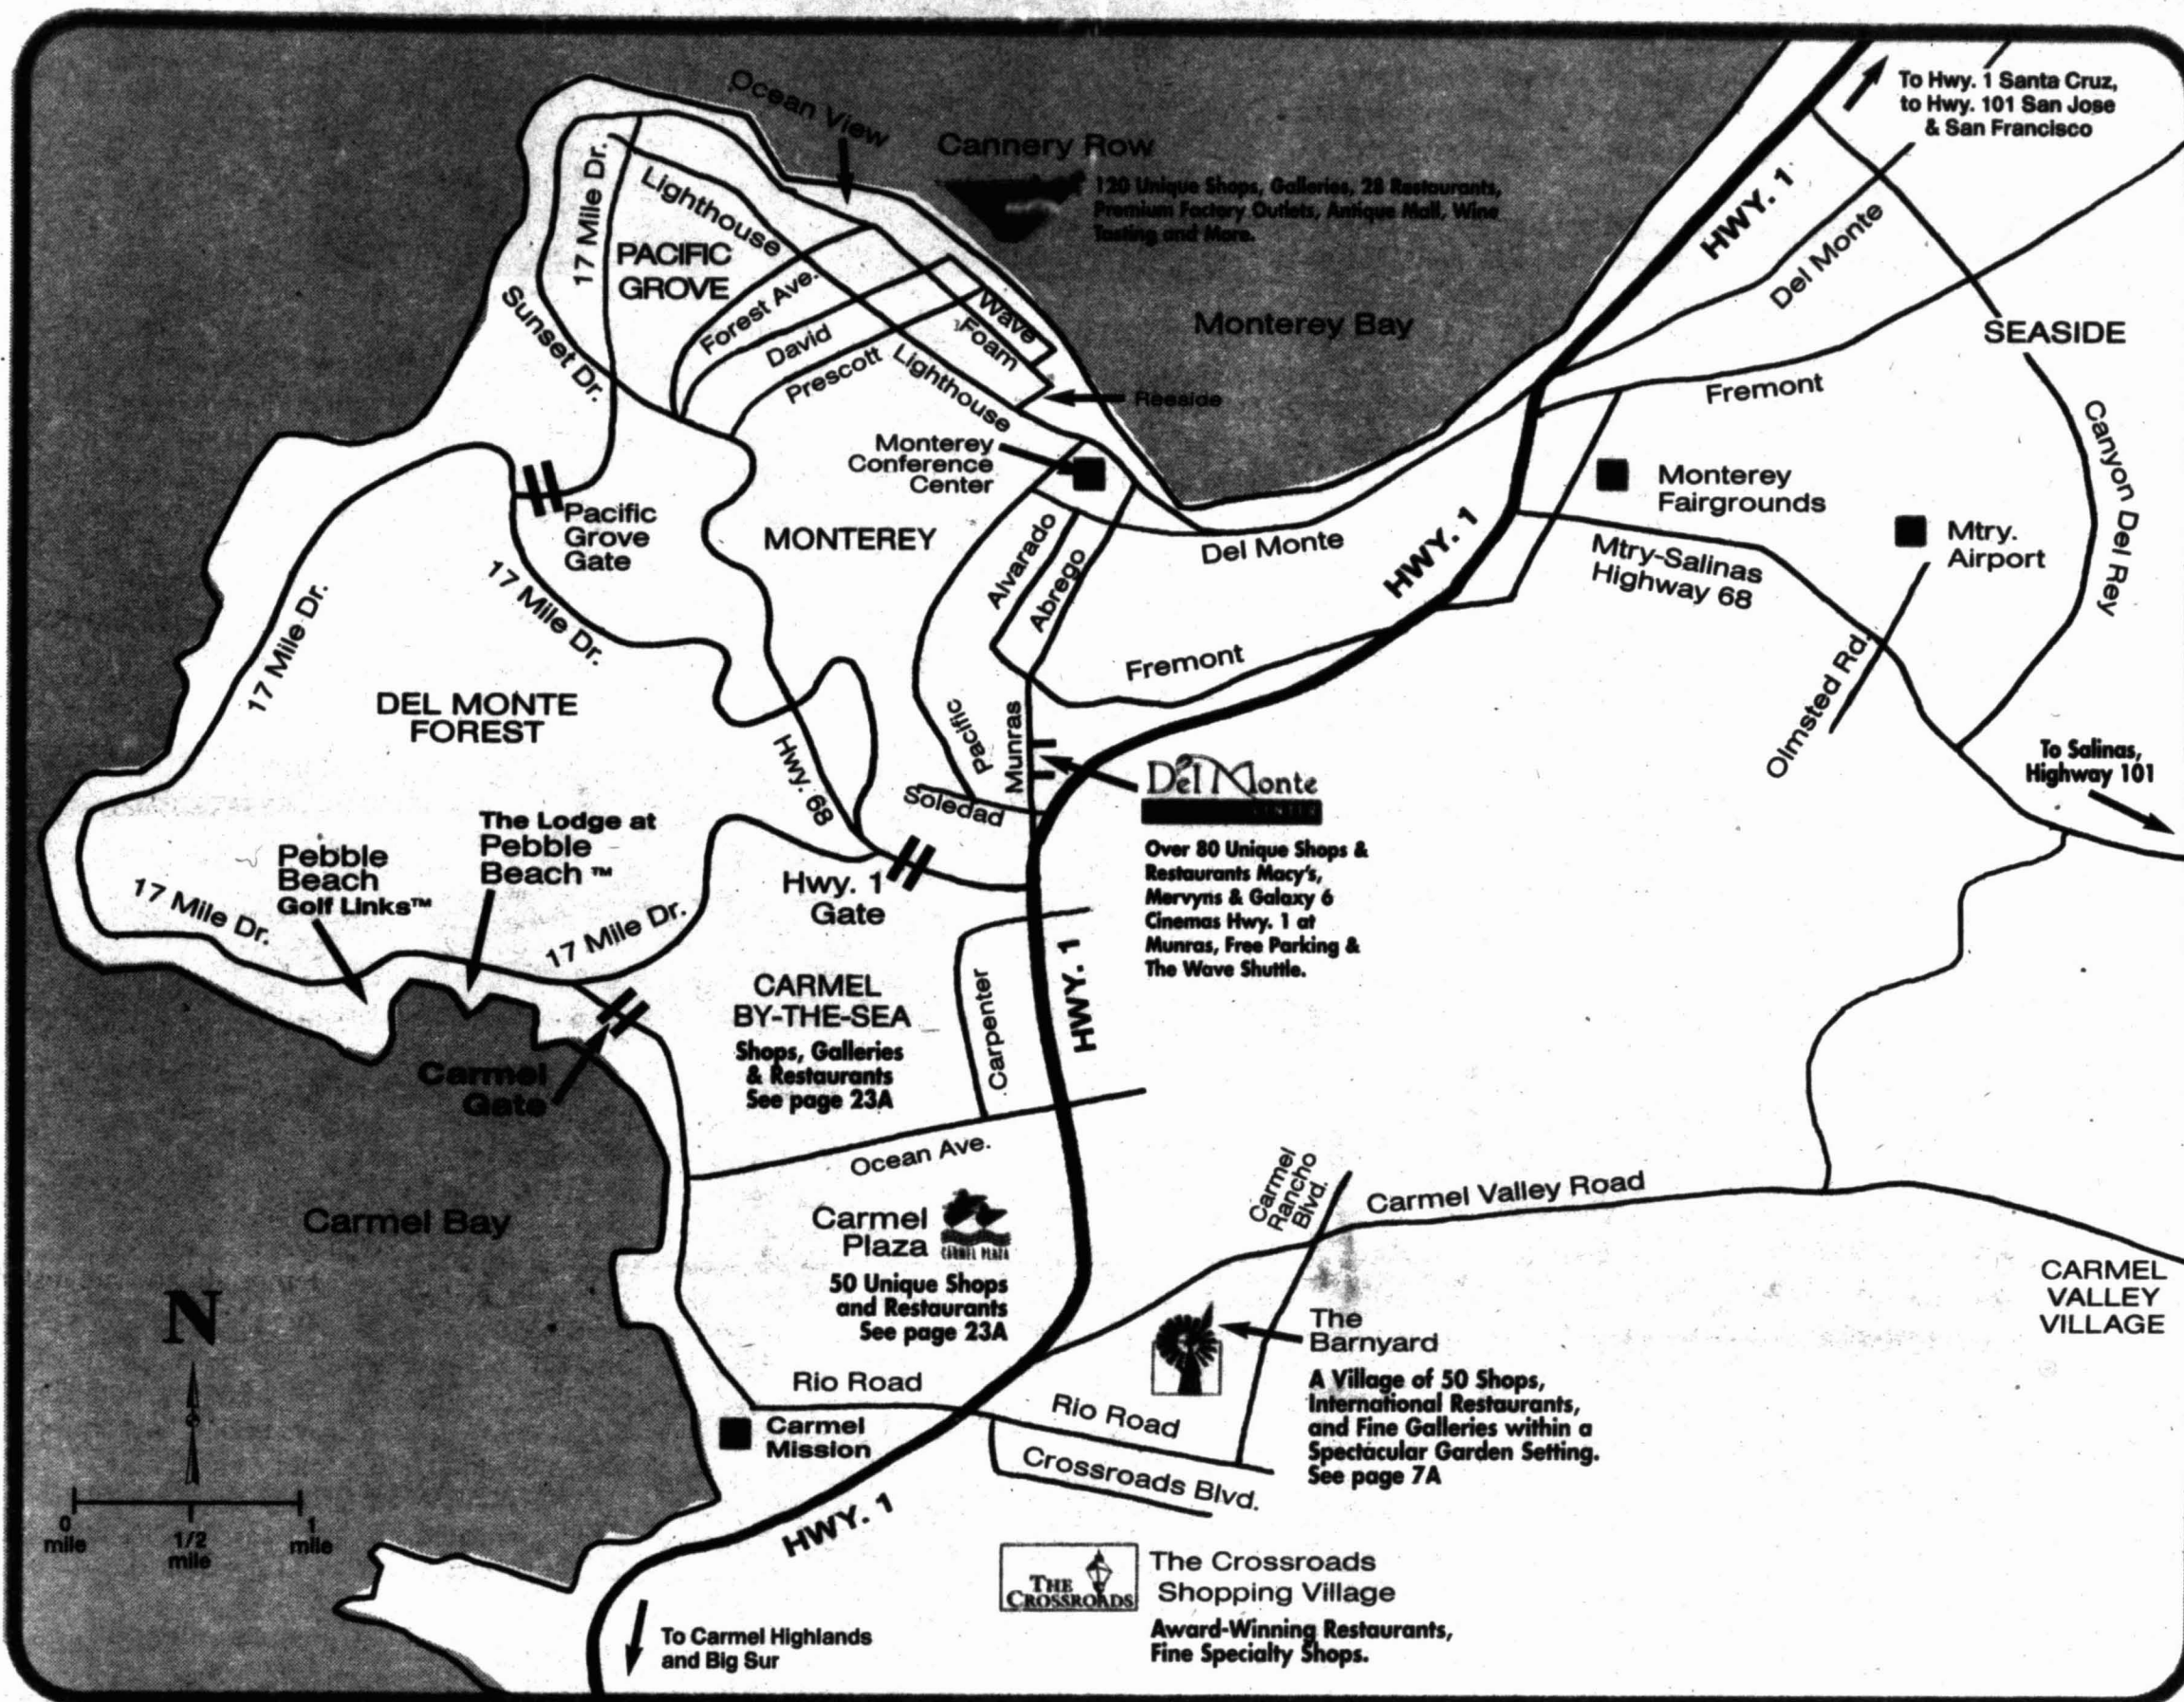 To Hwy. 1 Santa Cruz,
to Hwy. 101 San Jose
& San Francisco
Ocean View
Cannery Row
120 Unique Shops, Galleries, 28 Restaurants,
Premium Factory Outlets, Antique Mall, Wine
Tasting and More.
HWY. 1
17 Mile Dr.
Lighthouse
PACIFIC
GROVE
Forest Ave.
David
Prescott
Lighthouse
Wave
Foam
Reeside
Sunset Dr.
Monterey Bay
Del Monte
SEASIDE
Fremont
Canyon Del Rey
Monterey
Conference
Center
Monterey
Fairgrounds
Mtry.
Airport
Pacific
Grove
Gate
MONTEREY
Alvarado
Abrego
Del Monte
HWY. 1
Mtry-Salinas
Highway 68
17 Mile Dr.
17 Mile Dr.
Fremont
Olmsted Rd.
DEL MONTE
FOREST
Hwy. 68
Pacific
Munras
Soledad
Del Monte
To Salinas,
Highway 101
Over 80 Unique Shops &
Restaurants Macy's,
Mervyns & Galaxy 6
Cinemas Hwy. 1 at
Munras, Free Parking &
The Wave Shuttle.
The Lodge at
Pebble
Beach ™
Pebble
Beach
Golf Links™
17 Mile Dr.
17 Mile Dr.
Hwy. 1
Gate
CARMEL
BY-THE-SEA
Shops, Galleries
& Restaurants
See page 23A
Carpenter
HWY. 1
Carmel
Gate
Ocean Ave.
Carmel Bay
Carmel
Plaza
CARMEL PLAZA
50 Unique Shops
and Restaurants
See page 23A
Carmel
Rancho
Blvd.
Carmel Valley Road
CARMEL
VALLEY
VILLAGE
N
The
Barnyard
A Village of 50 Shops,
International Restaurants,
and Fine Galleries within a
Spectacular Garden Setting.
See page 7A
Rio Road
Carmel
Mission
Rio Road
Crossroads Blvd.
HWY. 1
0
mile
1/2
mile
1
mile
THE
CROSSROADS
The Crossroads
Shopping Village
Award-Winning Restaurants,
Fine Specialty Shops.
To Carmel Highlands
and Big Sur